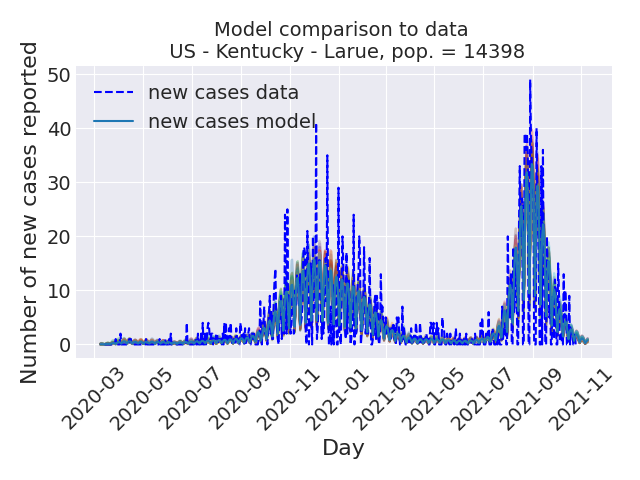 Model comparison to data
US - Kentucky - Larue, pop. = 14398
Number of new cases reported
50
40
30
20
10
0
new cases data
new cases model
2020-03
2020-05
2020-07
2020-09
2020-11
2021-01
2021-03
2021-05
2021-07
2021-09
2021-11
Day